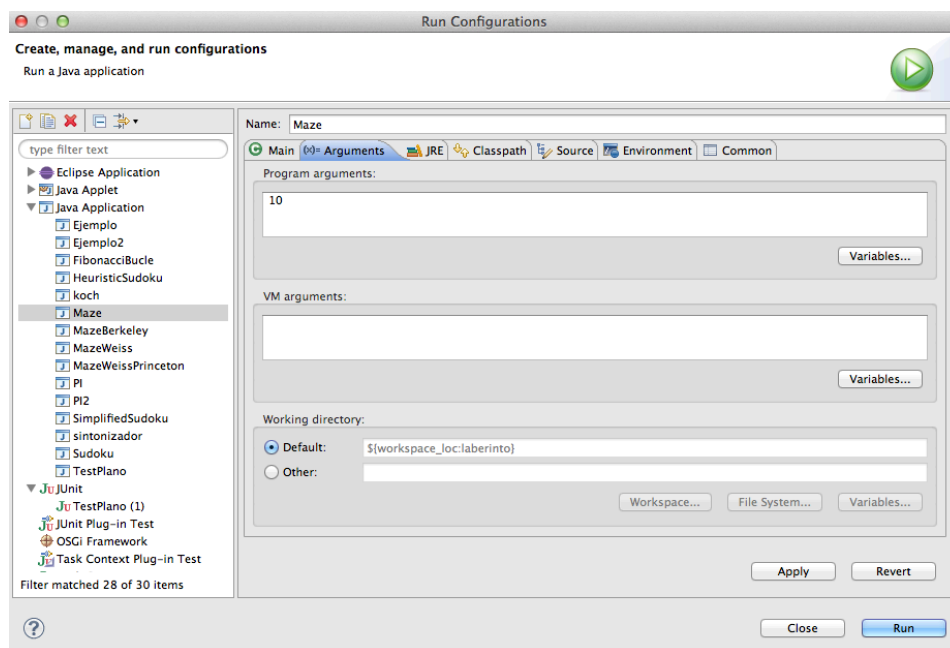 Run Configurations
Create, manage, and run configurations
Run a Java application
type filter text
Eclipse Application
Java Applet
Java Application
Ejemplo
Ejemplo2
FibonacciBucle
HeuristicSudoku
koch
Maze
MazeBerkeley
MazeWeiss
MazeWeissPrinceton
PI
PI2
SimplifiedSudoku
sintonizador
Sudoku
TestPlano
JUnit
TestPlano (1)
JUnit Plug-in Test
OSGi Framework
Task Context Plug-in Test
Filter matched 28 of 30 items
Name: Maze
Main (x)= Arguments JRE Classpath Source Environment Common
Program arguments:
10
Variables...
VM arguments:
Variables...
Working directory:
Default: ${workspace_loc:laberinto}
Other:
Workspace... File System... Variables...
Apply Revert
Close Run